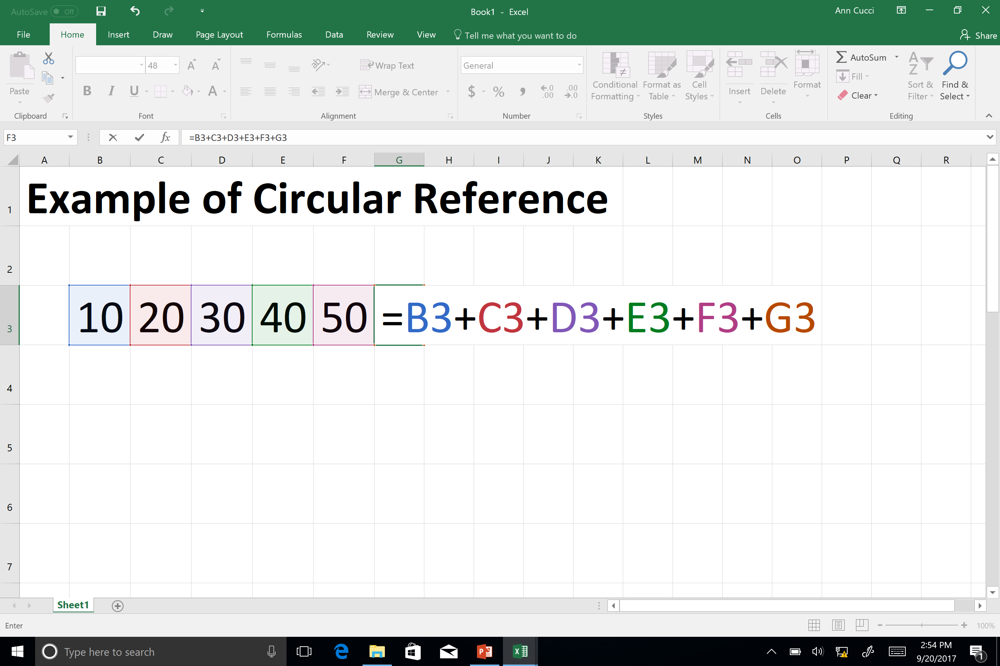 AutoSave Off
Book1 - Excel
Ann Cucci
File Home Insert Draw Page Layout Formulas Data Review View Tell me what you want to do Share
Paste
Clipboard
48
A A
B I U A
Font
Wrap Text
Merge & Center
Alignment
General
$ % , .0 .00 .00 .0
Number
Conditional Formatting
Format as Table
Cell Styles
Styles
Insert Delete Format
Cells
AutoSum
Fill
Clear
A Z
Sort & Filter
Find & Select
Editing
F3 fx =B3+C3+D3+E3+F3+G3
A B C D E F G H I J K L M N O P Q R
1 Example of Circular Reference
2
3 10 20 30 40 50 =B3+C3+D3+E3+F3+G3
4
5
6
7
Sheet1
Enter
100%
Type here to search
e
P
X
2:54 PM
9/20/2017
1